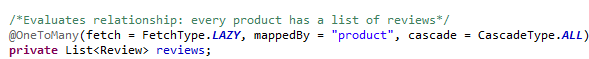 /*Evaluates relationship: every product has a list of reviews*/
@OneToMany(fetch = FetchType.LAZY, mappedBy = "product", cascade = CascadeType.ALL)
private List<Review> reviews;